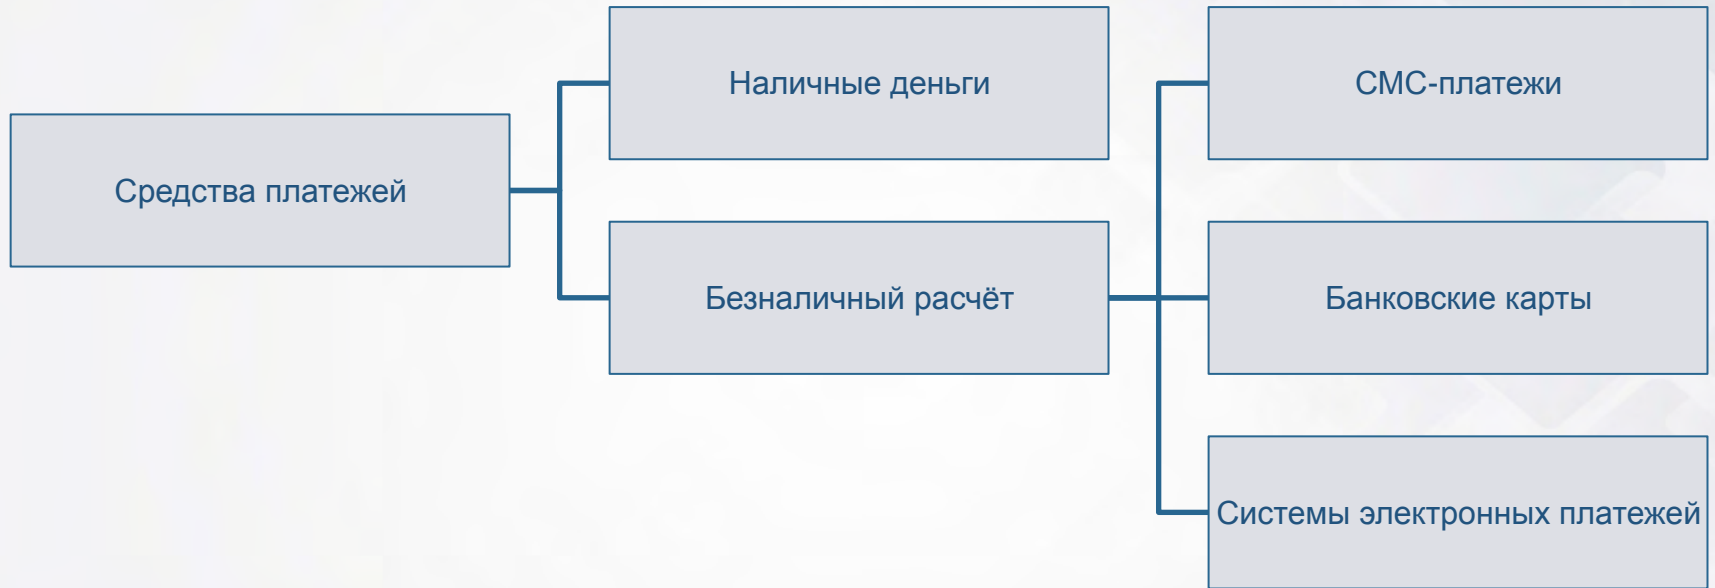 Средства платежей
Наличные деньги
Безналичный расчёт
СМС-платежи
Банковские карты
Системы электронных платежей